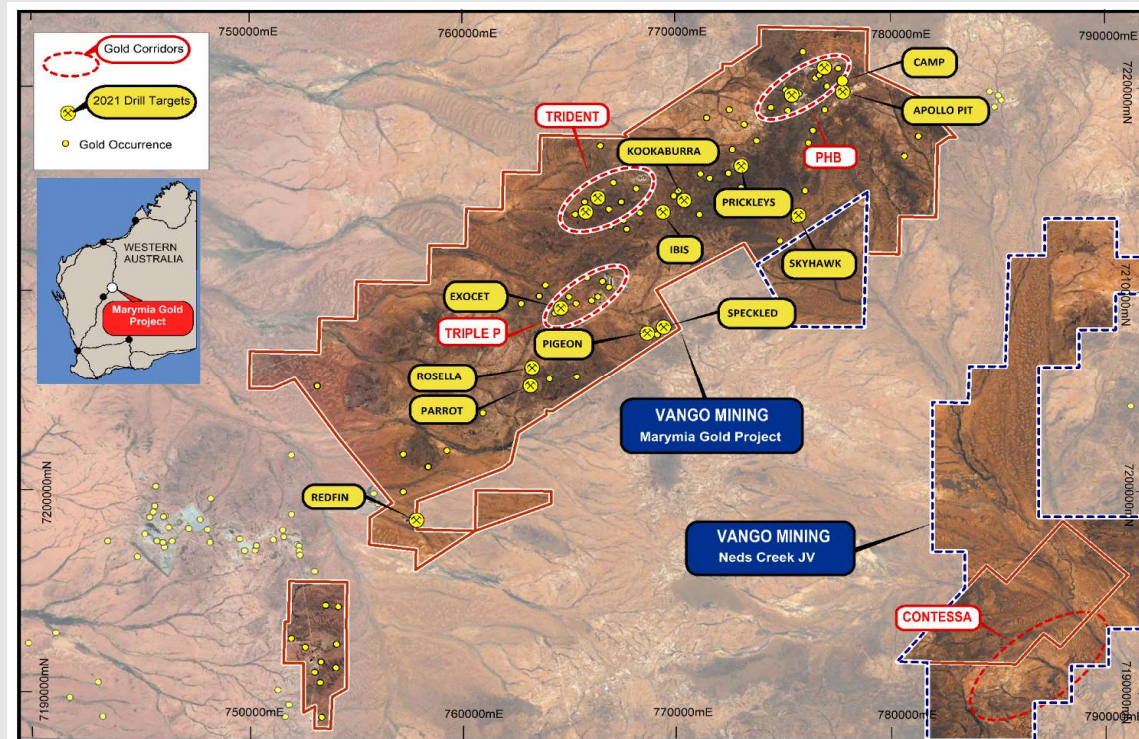 750000mE
760000mE
770000mE
780000mE
790000mE
Gold Corridors
2021 Drill Targets
Gold Occurrence
WESTERN
AUSTRALIA
Marymia Gold
Project
TRIDENT
KOOKABURRA
CAMP
APOLLO PIT
PHB
PRICKLEYS
IBIS
SKYHAWK
EXOCET
TRIPLE P
PIGEON
SPECKLED
ROSELLA
PARROT
VANGO MINING
Marymia Gold Project
REDFIN
VANGO MINING
Neds Creek JV
CONTESSA
7220000mN
7210000mN
7200000mN
7190000mN
7200000mN
7190000mN
750000mE
760000mE
770000mE
780000mE
790000mE